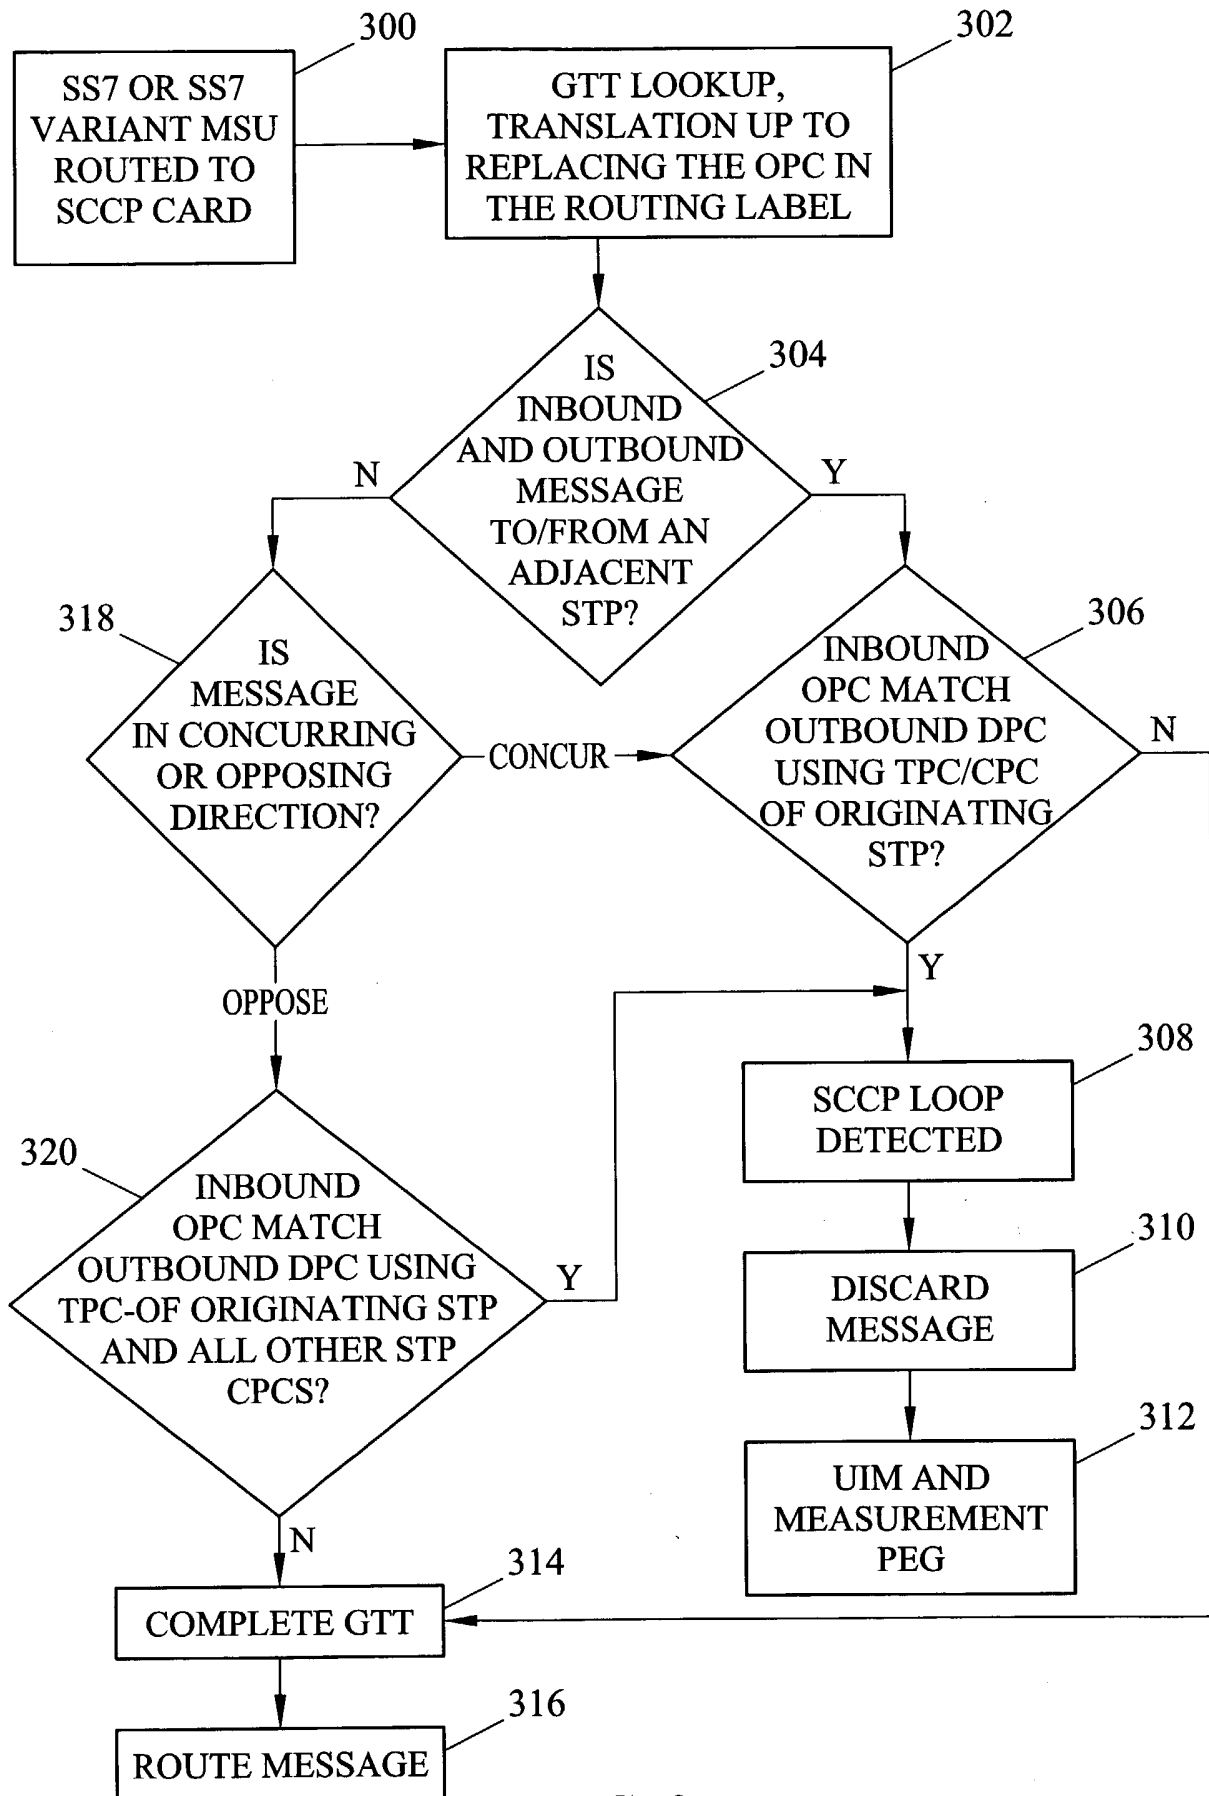 300
SS7 OR SS7
VARIANT MSU
ROUTED TO
SCCP CARD
302
GTT LOOKUP,
TRANSLATION UP TO
REPLACING THE OPC IN
THE ROUTING LABEL
304
IS
INBOUND
AND OUTBOUND
MESSAGE
TO/FROM AN
ADJACENT
STP?
N
Y
318
IS
MESSAGE
IN CONCURRING
OR OPPOSING
DIRECTION?
CONCUR
306
INBOUND
OPC MATCH
OUTBOUND DPC
USING TPC/CPC
OF ORIGINATING
STP?
N
Y
OPPOSE
308
SCCP LOOP
DETECTED
320
INBOUND
OPC MATCH
OUTBOUND DPC USING
TPC-OF ORIGINATING STP
AND ALL OTHER STP
CPCS?
Y
N
310
DISCARD
MESSAGE
312
UIM AND
MEASUREMENT
PEG
314
COMPLETE GTT
316
ROUTE MESSAGE